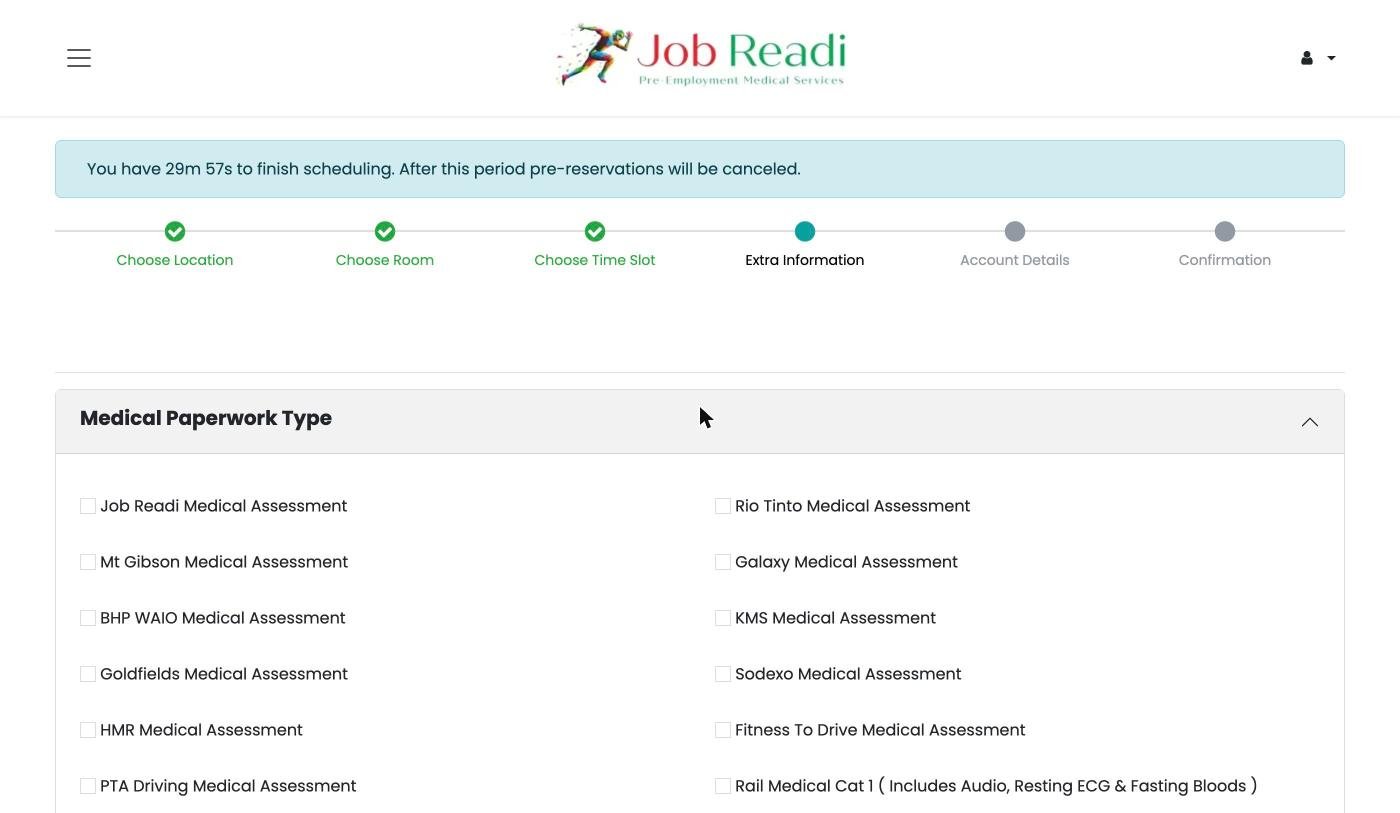 Job Readi
Pre-Employment Medical Services
You have 29m 57s to finish scheduling. After this period pre-reservations will be canceled.
Choose Location
Choose Room
Choose Time Slot
Extra Information
Account Details
Confirmation
Medical Paperwork Type
Job Readi Medical Assessment
Rio Tinto Medical Assessment
Mt Gibson Medical Assessment
Galaxy Medical Assessment
BHP WAIO Medical Assessment
KMS Medical Assessment
Goldfields Medical Assessment
Sodexo Medical Assessment
HMR Medical Assessment
Fitness To Drive Medical Assessment
PTA Driving Medical Assessment
Rail Medical Cat 1 ( Includes Audio, Resting ECG & Fasting Bloods )